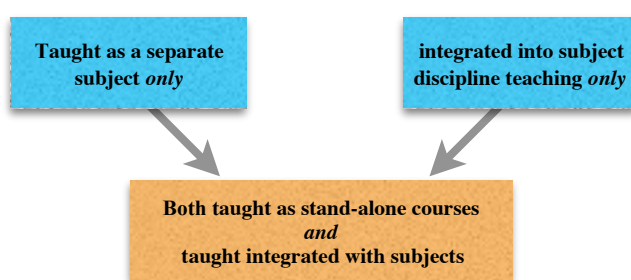 Taught as a separate
subject only
integrated into subject
discipline teaching only
Both taught as stand-alone courses
and
taught integrated with subjects